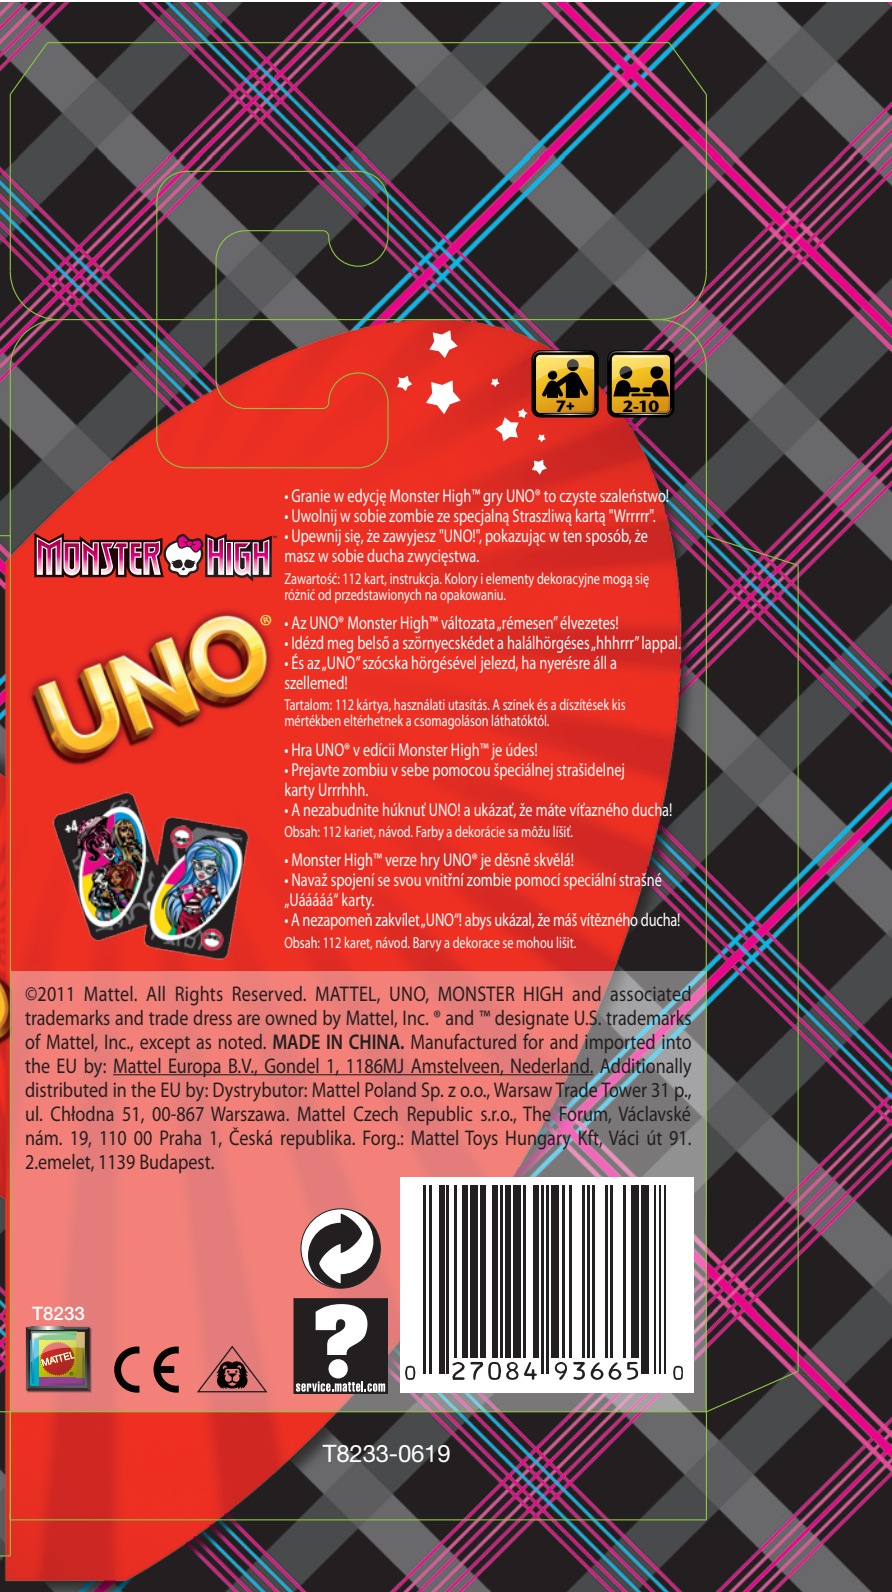 7+
2-10
• Granie w edycję Monster High™ gry UNO® to czyste szaleństwo!
• Uwolnij w sobie zombie ze specjalną Straszliwą kartą "Wrrrrr".
• Upewnij się, że zawyjesz "UNO!", pokazując w ten sposób, że
masz w sobie ducha zwycięstwa.
Zawartość: 112 kart, instrukcja. Kolory i elementy dekoracyjne mogą się
różnić od przedstawionych na opakowaniu.
MONSTER HIGH™
UNO®
• Az UNO® Monster High™ változata „rémesen” élvezetes!
• Idézd meg belső a szörnyecskédet a halálhörgéses „hhhrrr” lappal.
• És az „UNO” szócska hörgésével jelezd, ha nyerésre áll a
szellemed!
Tartalom: 112 kártya, használati utasítás. A színek és a díszítések kis
mértékben eltérhetnek a csomagoláson láthatóktól.
• Hra UNO® v edícii Monster High™ je údes!
• Prejavte zombiu v sebe pomocou špeciálnej strašidelnej
karty Urrrhhh.
• A nezabudnite húknuť UNO! a ukázať, že máte víťazného ducha!
Obsah: 112 kariet, návod. Farby a dekorácie sa môžu líšiť.
+4
• Monster High™ verze hry UNO® je děsně skvělá!
• Navaž spojení se svou vnitřní zombie pomocí speciální strašné
„Uááááá“ karty.
• A nezapomeň zakvílet „UNO“! abys ukázal, že máš vítězného ducha!
Obsah: 112 karet, návod. Barvy a dekorace se mohou líšit.
©2011 Mattel. All Rights Reserved. MATTEL, UNO, MONSTER HIGH and associated
trademarks and trade dress are owned by Mattel, Inc. ® and ™ designate U.S. trademarks
of Mattel, Inc., except as noted. MADE IN CHINA. Manufactured for and imported into
the EU by: Mattel Europa B.V., Gondel 1, 1186MJ Amstelveen, Nederland. Additionally
distributed in the EU by: Dystrybutor: Mattel Poland Sp. z o.o., Warsaw Trade Tower 31 p.,
ul. Chłodna 51, 00-867 Warszawa. Mattel Czech Republic s.r.o., The Forum, Václavské
nám. 19, 110 00 Praha 1, Česká republika. Forg.: Mattel Toys Hungary Kft, Váci út 91.
2.emelet, 1139 Budapest.
T8233
MATTEL®
CE
?
service.mattel.com
0 27084 93665 0
T8233-0619